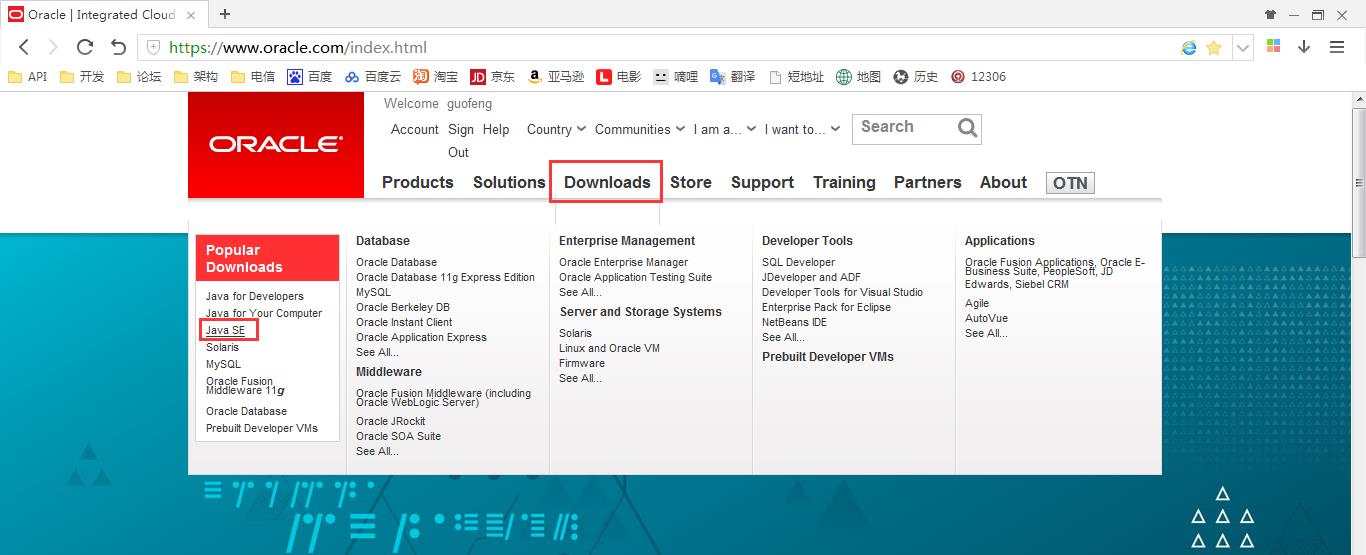 Oracle | Integrated Cloud
https://www.oracle.com/index.html
API 开发 论坛 架构 电信 百度 百度云 淘宝 京东 亚马逊 电影 嘀哩 翻译 短地址 地图 历史 12306
Welcome guofeng
Account Sign Out Help Country Communities I am a... I want to... Search
ORACLE
Products Solutions Downloads Store Support Training Partners About OTN
Popular
Downloads
Java for Developers
Java for Your Computer
Java SE
Solaris
MySQL
Oracle Fusion
Middleware 11g
Oracle Database
Prebuilt Developer VMs
Database
Oracle Database
Oracle Database 11g Express Edition
MySQL
Oracle Berkeley DB
Oracle Instant Client
Oracle Application Express
See All...
Middleware
Oracle Fusion Middleware (including
Oracle WebLogic Server)
Oracle JRockit
Oracle SOA Suite
See All...
Enterprise Management
Oracle Enterprise Manager
Oracle Application Testing Suite
See All...
Server and Storage Systems
Solaris
Linux and Oracle VM
Firmware
See All...
Developer Tools
SQL Developer
JDeveloper and ADF
Developer Tools for Visual Studio
Enterprise Pack for Eclipse
NetBeans IDE
See All...
Prebuilt Developer VMs
Applications
Oracle Fusion Applications, Oracle E-
Business Suite, PeopleSoft, JD
Edwards, Siebel CRM
Agile
AutoVue
See All...